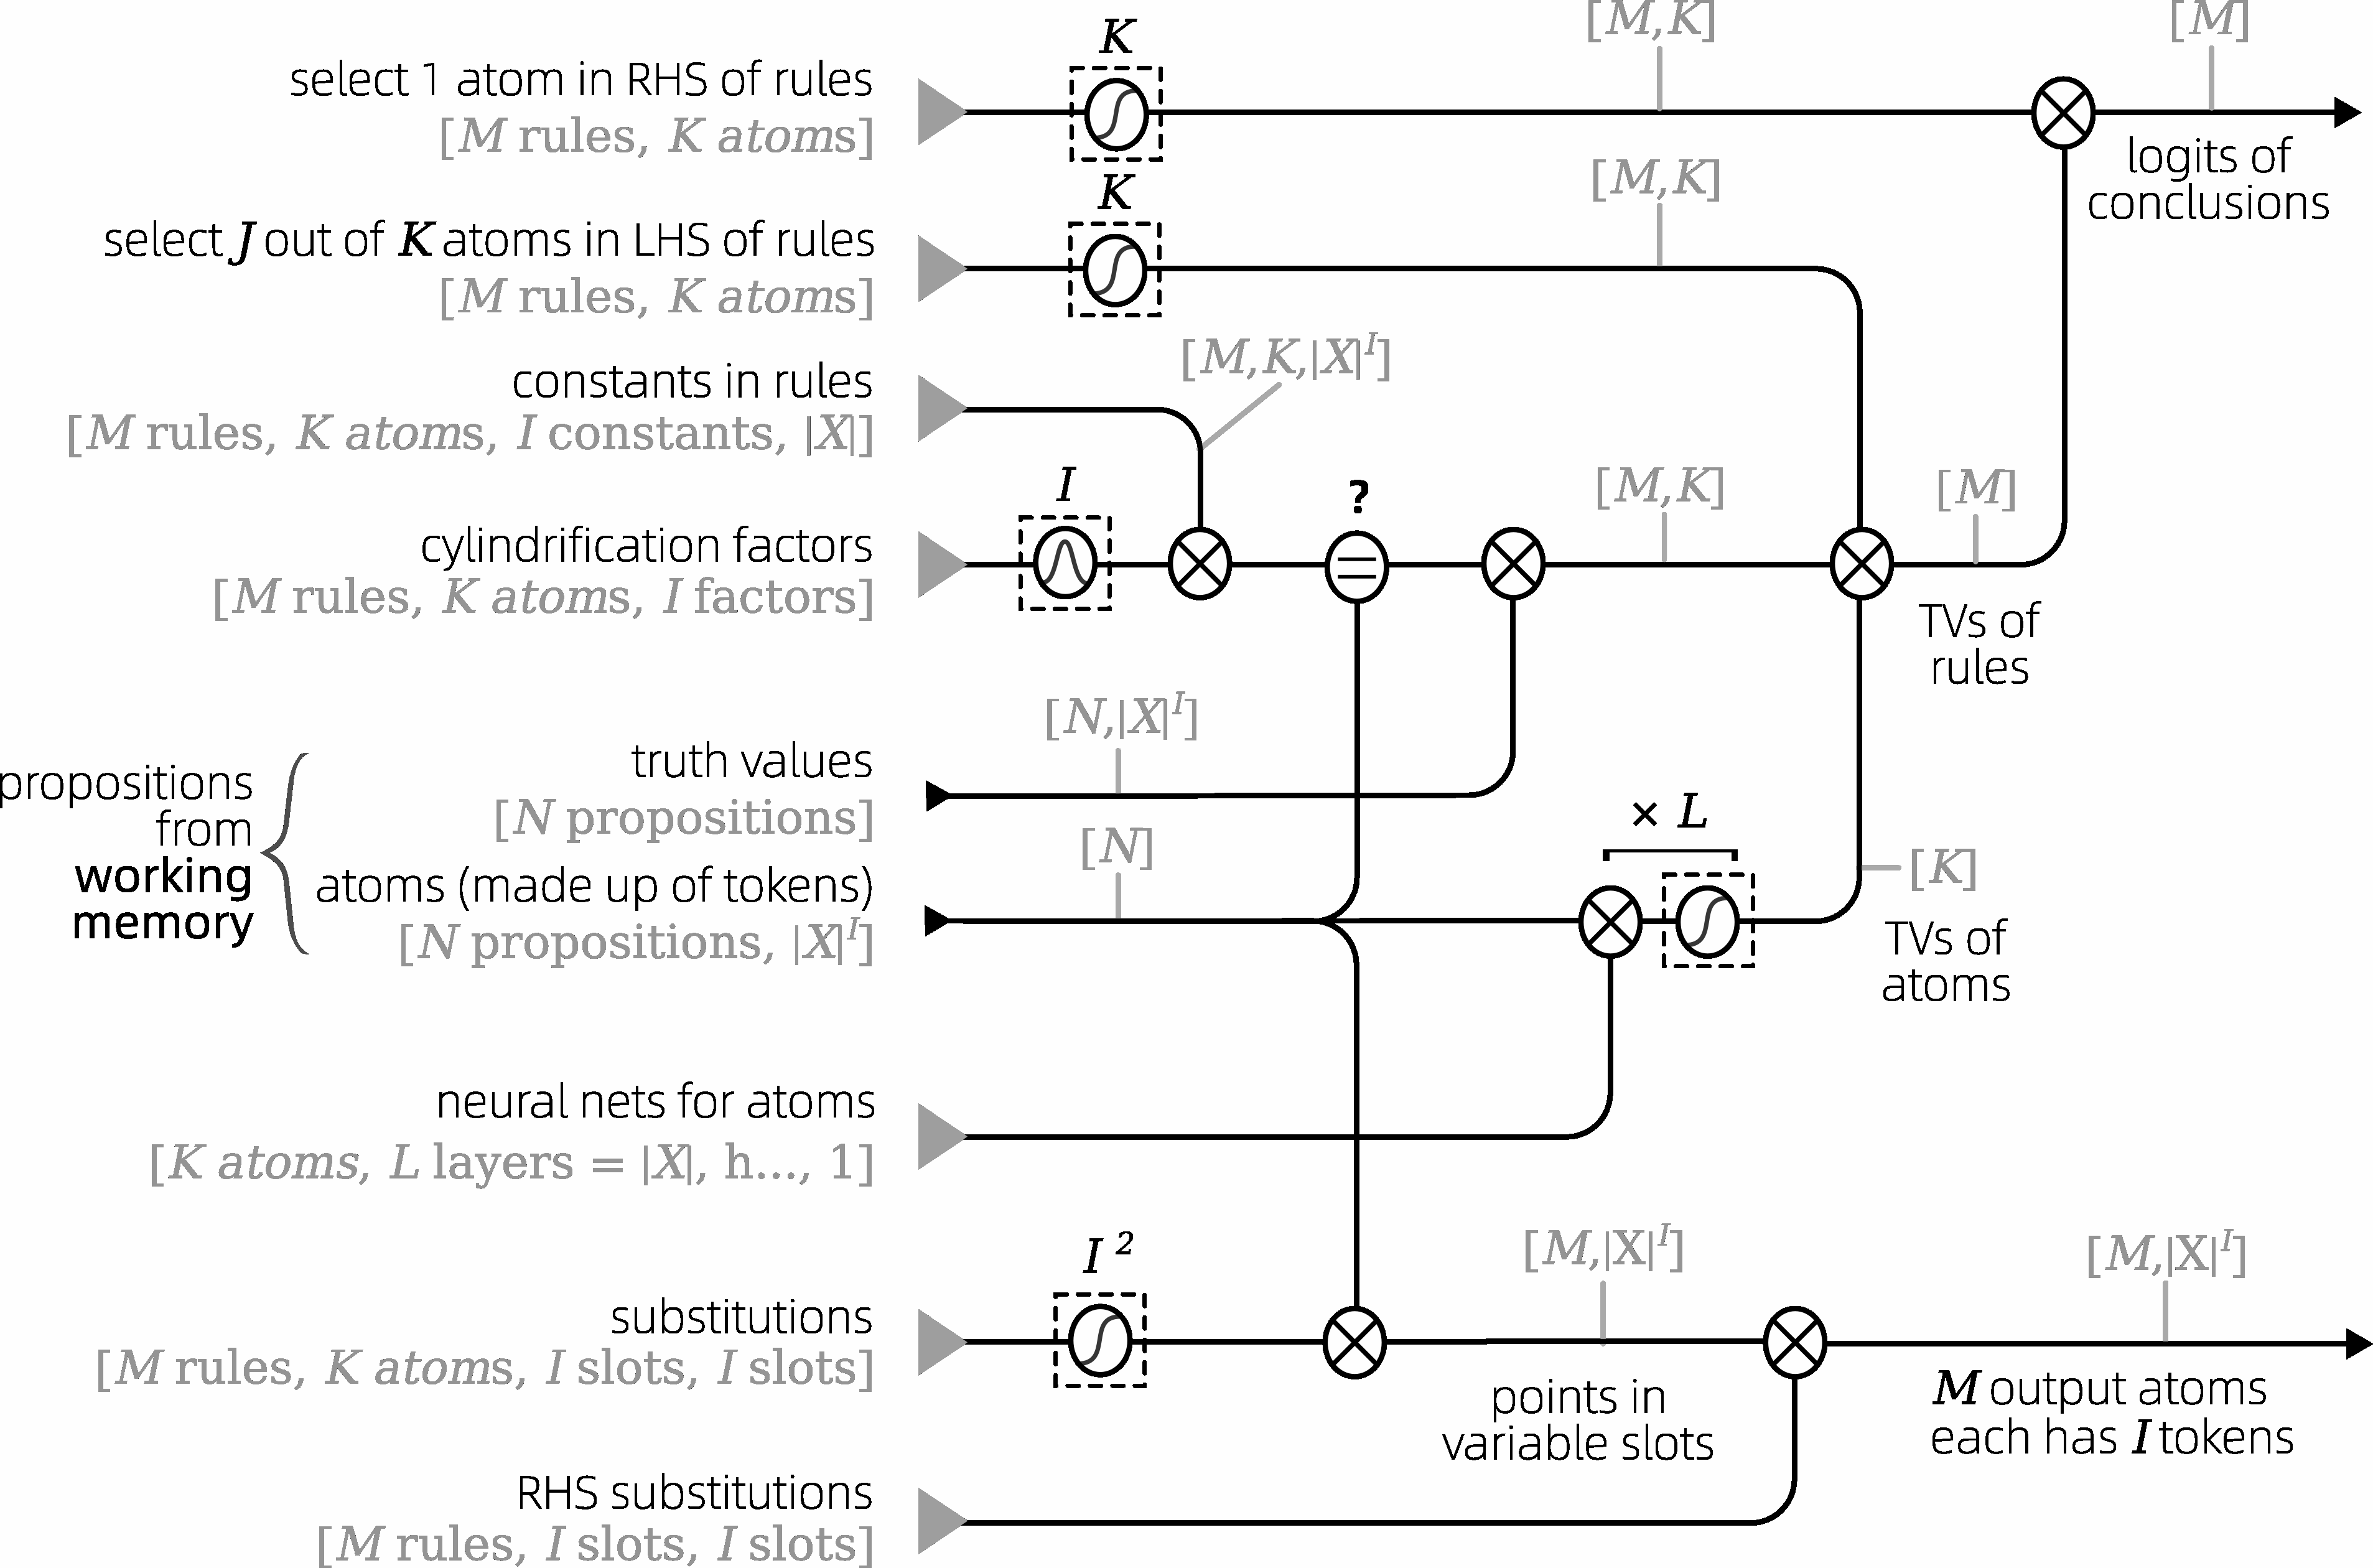 K
[M,K]
[M]
select 1 atom in RHS of rules
[M rules, K atoms]
logits of
conclusions
K
[M,K]
select J out of K atoms in LHS of rules
[M rules, K atoms]
[M,K,|X|ᴵ]
constants in rules
[M rules, K atoms, I constants, |X|]
I
?
[M,K]
[M]
cylindrification factors
[M rules, K atoms, I factors]
TVs of
rules
propositions
from
working
memory
[N,|X|ᴵ]
truth values
[N propositions]
[N]
atoms (made up of tokens)
[N propositions, |X|ᴵ]
× L
[K]
TVs of
atoms
neural nets for atoms
[K atoms, L layers = |X|, h..., 1]
I ²
[M,|X|ᴵ]
[M,|X|ᴵ]
substitutions
[M rules, K atoms, I slots, I slots]
points in
variable slots
M output atoms
each has I tokens
RHS substitutions
[M rules, I slots, I slots]